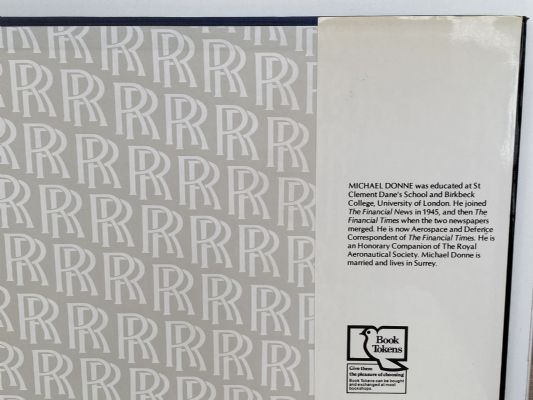 MICHAEL DONNE was educated at St
Clement Dane's School and Birkbeck
College, University of London. He joined
The Financial News in 1945, and then The
Financial Times when the two newspapers
merged. He is now Aerospace and Defence
Correspondent of The Financial Times. He is
an Honorary Companion of The Royal
Aeronautical Society. Michael Donne is
married and lives in Surrey.
Book
Tokens
Give them
the pleasure of choosing
Book Tokens can be bought
and exchanged at most
bookshops.